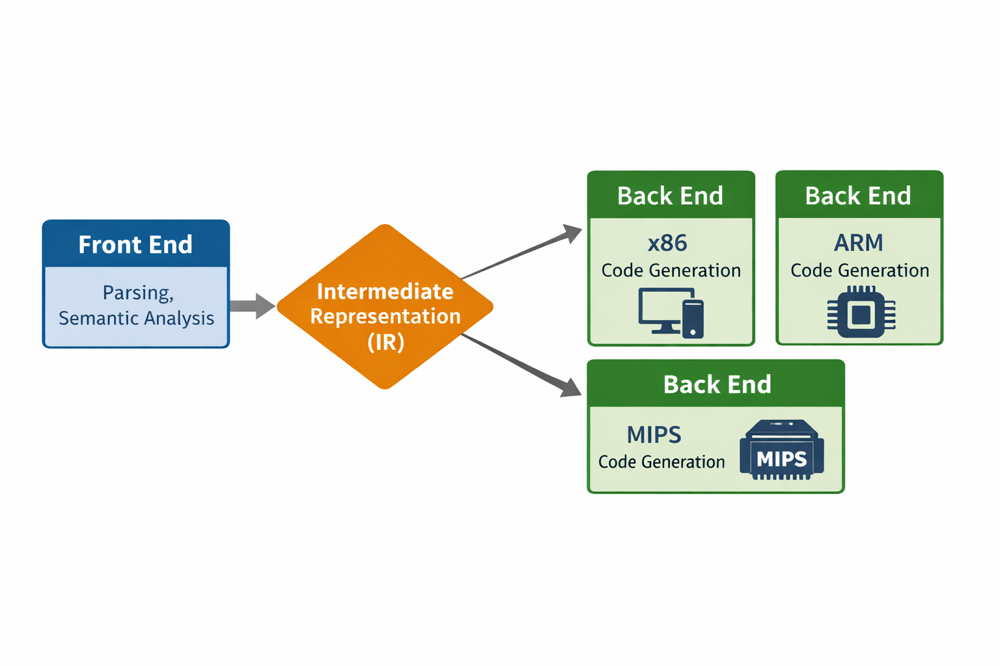 Front End
Parsing,
Semantic Analysis
Intermediate
Representation
(IR)
Back End
x86
Code Generation
Back End
ARM
Code Generation
Back End
MIPS
Code Generation
MIPS